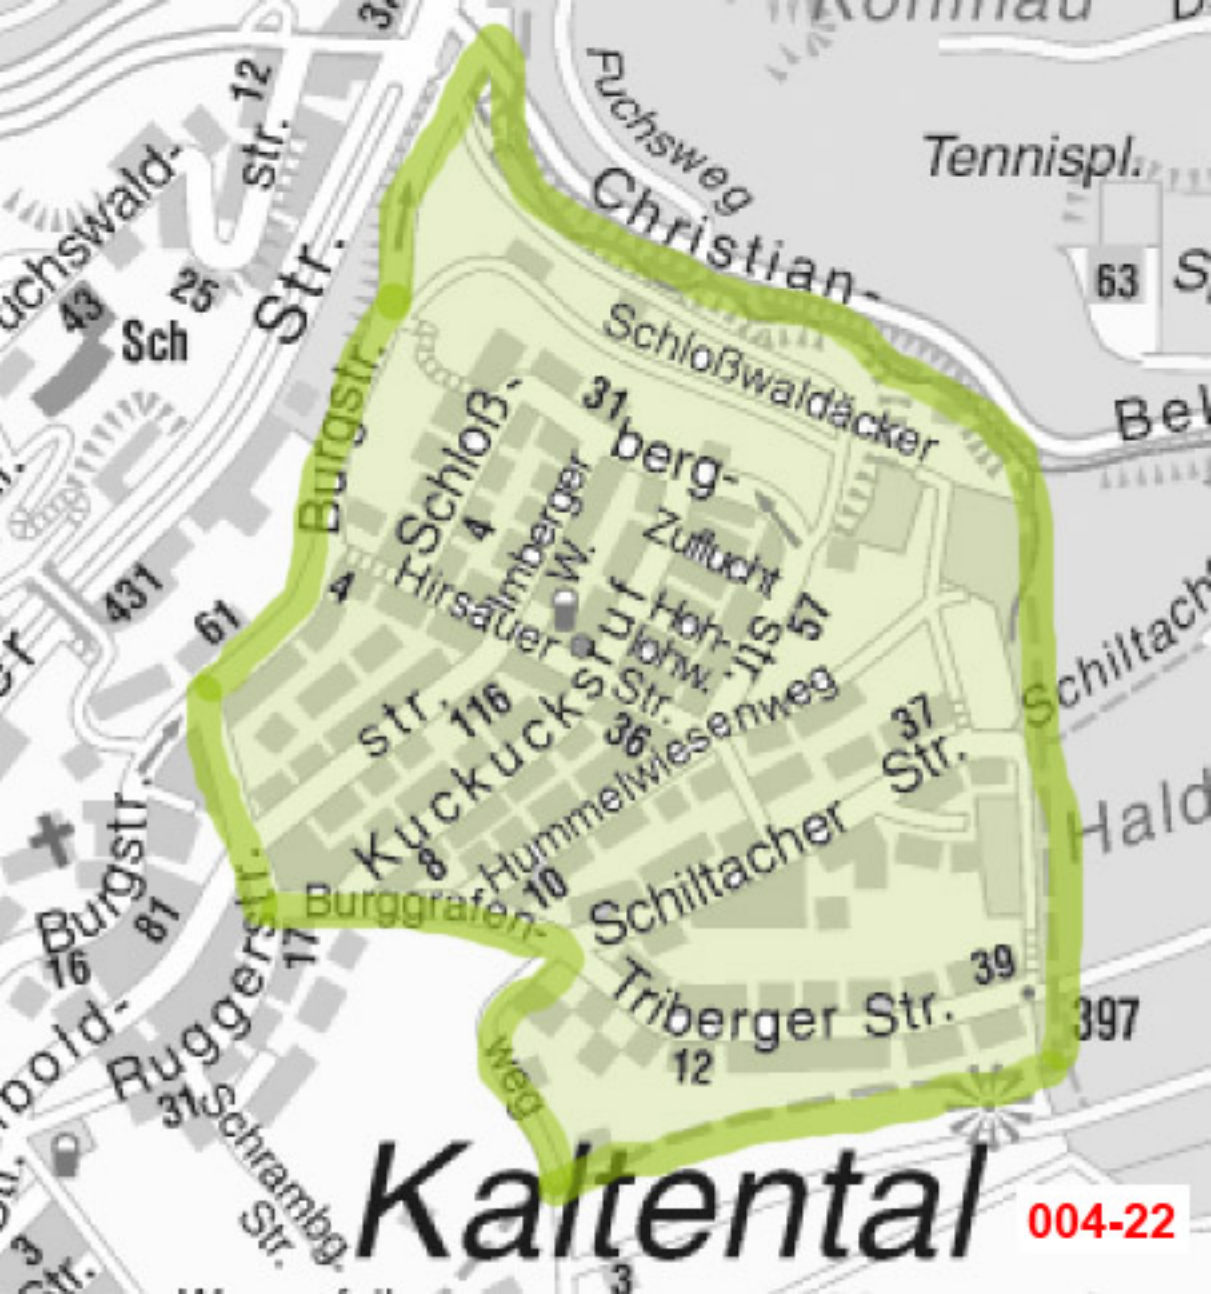 Fuchsweg
12
str.
Tennispl.
Christian-
63
25
43
Sch
Str.
Schloßwaldäcker
Bel
31
Burgstr.
Schloß-
berg-
4
Zuflucht
W.
Hirsauer
Hoh-
lohw.
str.
431
4
61
57
Str.
Schiltach
116
Kuckucksruf
36
Hummelwiesenweg
37
Schiltacher Str.
Hald
8
10
Burgstr.
Burggrafen-
weg
81
16
17
39
Triberger Str.
397
12
Ruggerstr.
31
Schrambg.
Str.
Kaltental
004-22
3
Str.
3